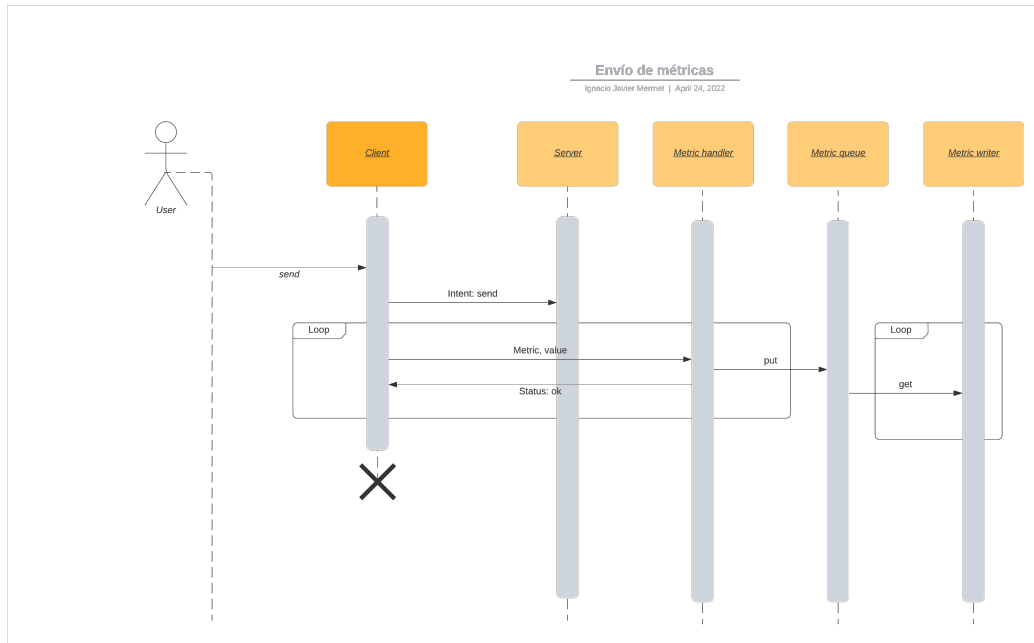 Envío de métricas
Ignacio Javier Mermet | April 24, 2022
Client
Server
Metric handler
Metric queue
Metric writer
User
send
Intent: send
Loop
Loop
Metric, value
put
Status: ok
get